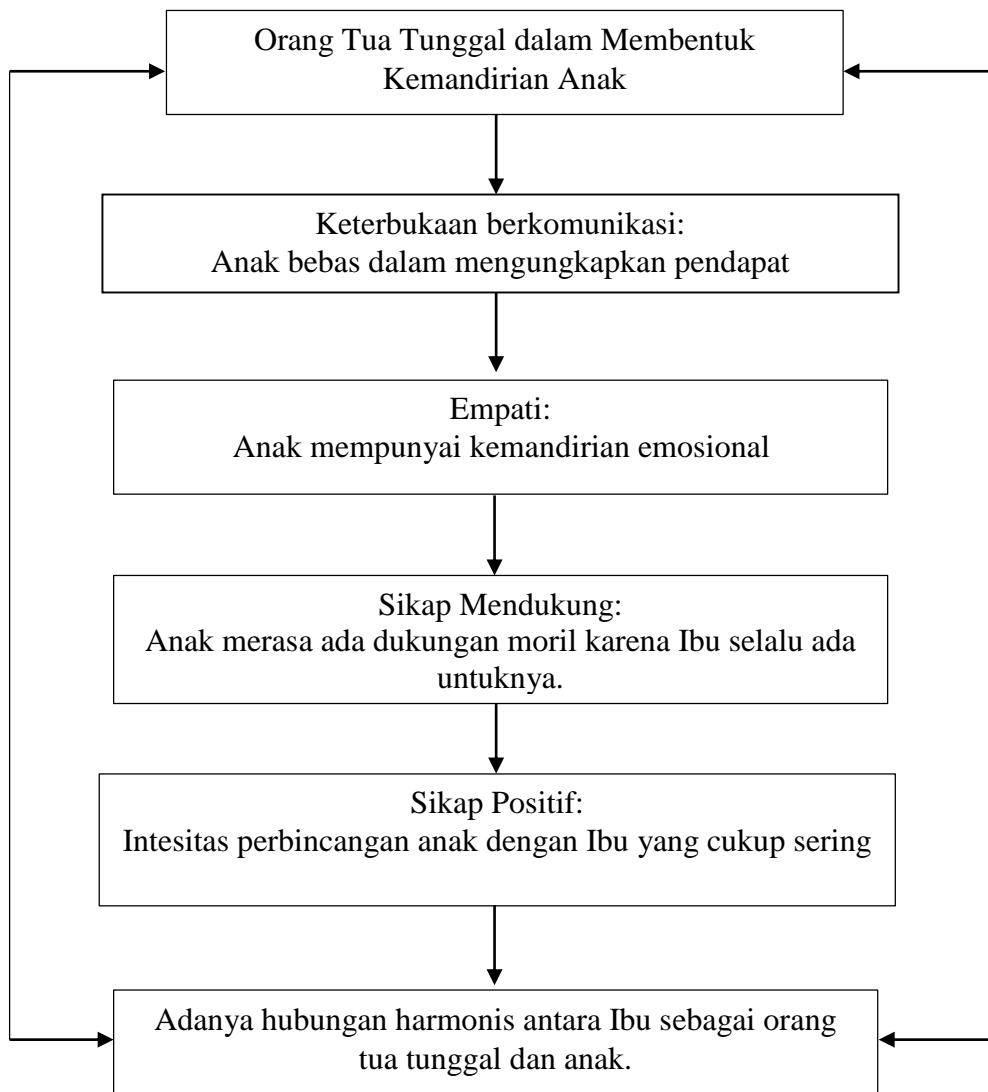 Orang Tua Tunggal dalam Membentuk
Kemandirian Anak
Keterbukaan berkomunikasi:
Anak bebas dalam mengungkapkan pendapat
Empati:
Anak mempunyai kemandirian emosional
Sikap Mendukung:
Anak merasa ada dukungan moril karena Ibu selalu ada
untuknya.
Sikap Positif:
Intesitas perbincangan anak dengan Ibu yang cukup sering
Adanya hubungan harmonis antara Ibu sebagai orang
tua tunggal dan anak.